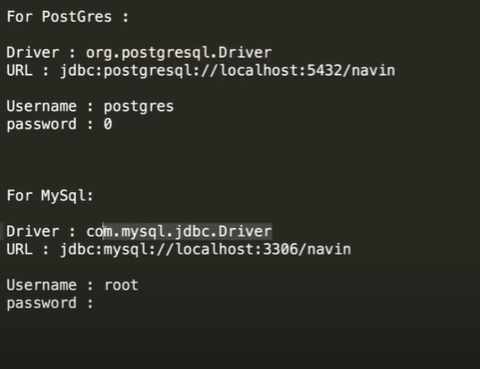 For PostGres :
Driver : org.postgresql.Driver
URL : jdbc:postgresql://localhost:5432/navin
Username : postgres
password : 0
For MySql:
Driver : com.mysql.jdbc.Driver
URL : jdbc:mysql://localhost:3306/navin
Username : root
password :